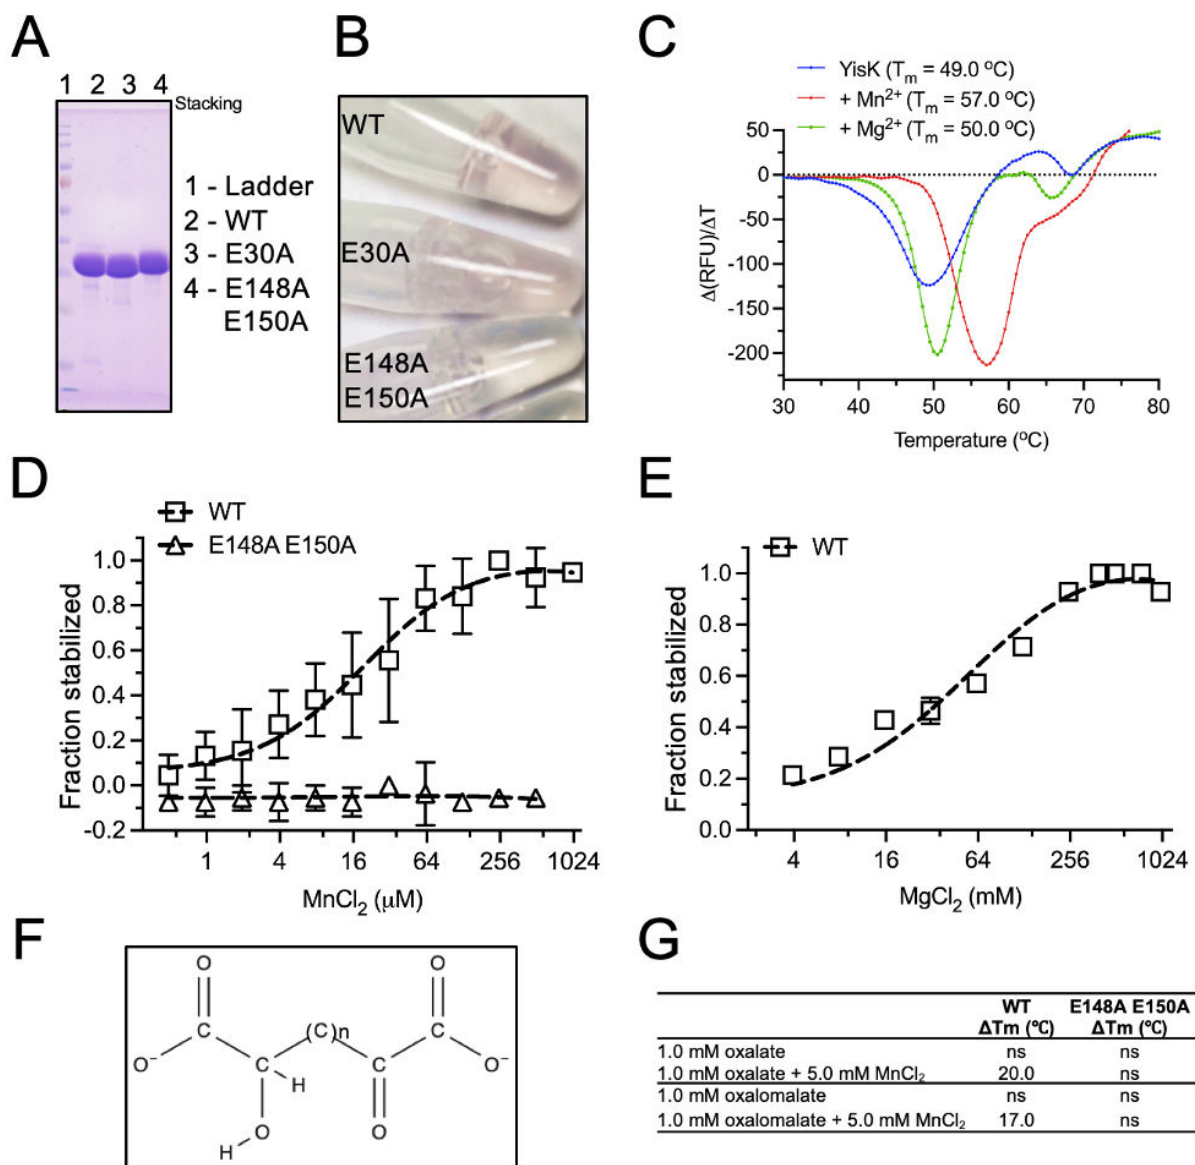 A
1 2 3 4
Stacking
1 - Ladder
2 - WT
3 - E30A
4 - E148A
E150A
B
WT
E30A
E148A
E150A
C
YisK (Tm = 49.0 ºC)
+ Mn2+ (Tm = 57.0 ºC)
+ Mg2+ (Tm = 50.0 ºC)
Δ(RFU)/ΔT
50
0
-50
-100
-150
-200
30 40 50 60 70 80
Temperature (ºC)
D
WT
E148A E150A
Fraction stabilized
1.0
0.8
0.6
0.4
0.2
0.0
-0.2
1 4 16 64 256 1024
MnCl2 (μM)
E
WT
Fraction stabilized
1.0
0.8
0.6
0.4
0.2
0.0
4 16 64 256 1024
MgCl2 (mM)
F
O O
C (C)n C
O- C C O-
H
O O
H
G
WT E148A E150A
ΔTm (ºC) ΔTm (ºC)
1.0 mM oxalate ns ns
1.0 mM oxalate + 5.0 mM MnCl2 20.0 ns
1.0 mM oxalomalate ns ns
1.0 mM oxalomalate + 5.0 mM MnCl2 17.0 ns